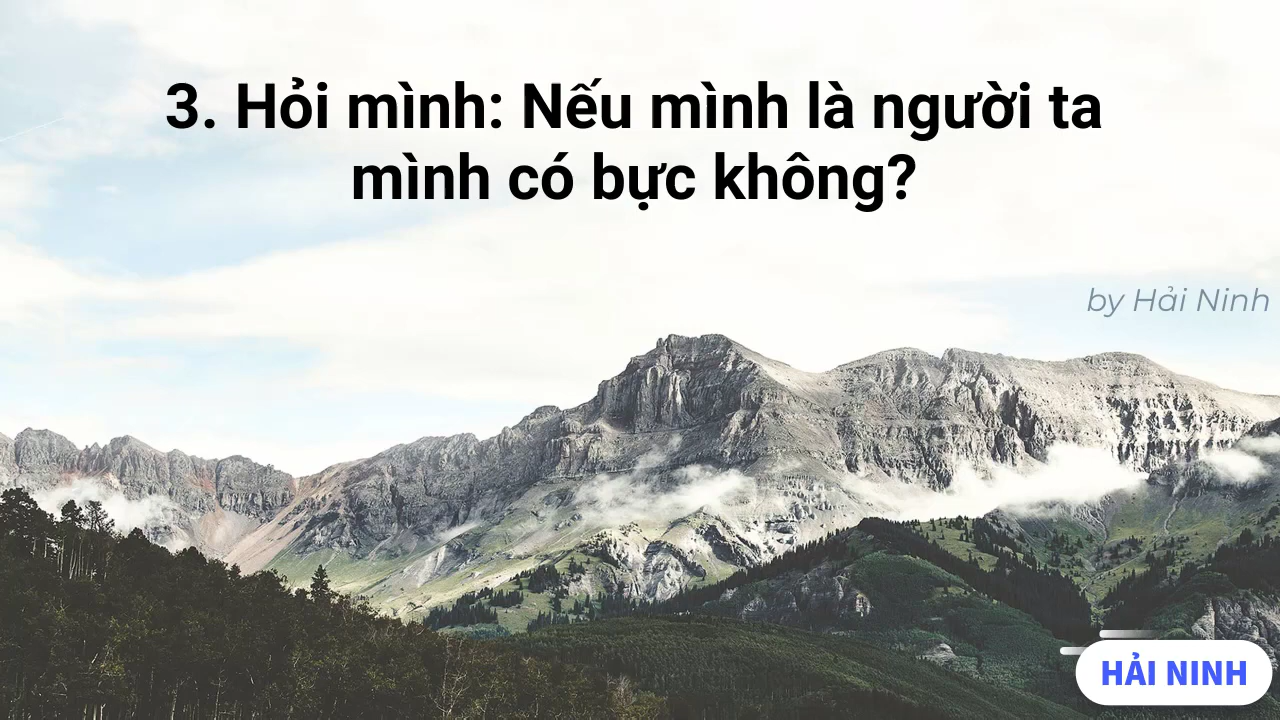 3. Hỏi mình: Nếu mình là người ta
mình có bực không?
by Hải Ninh
HẢI NINH